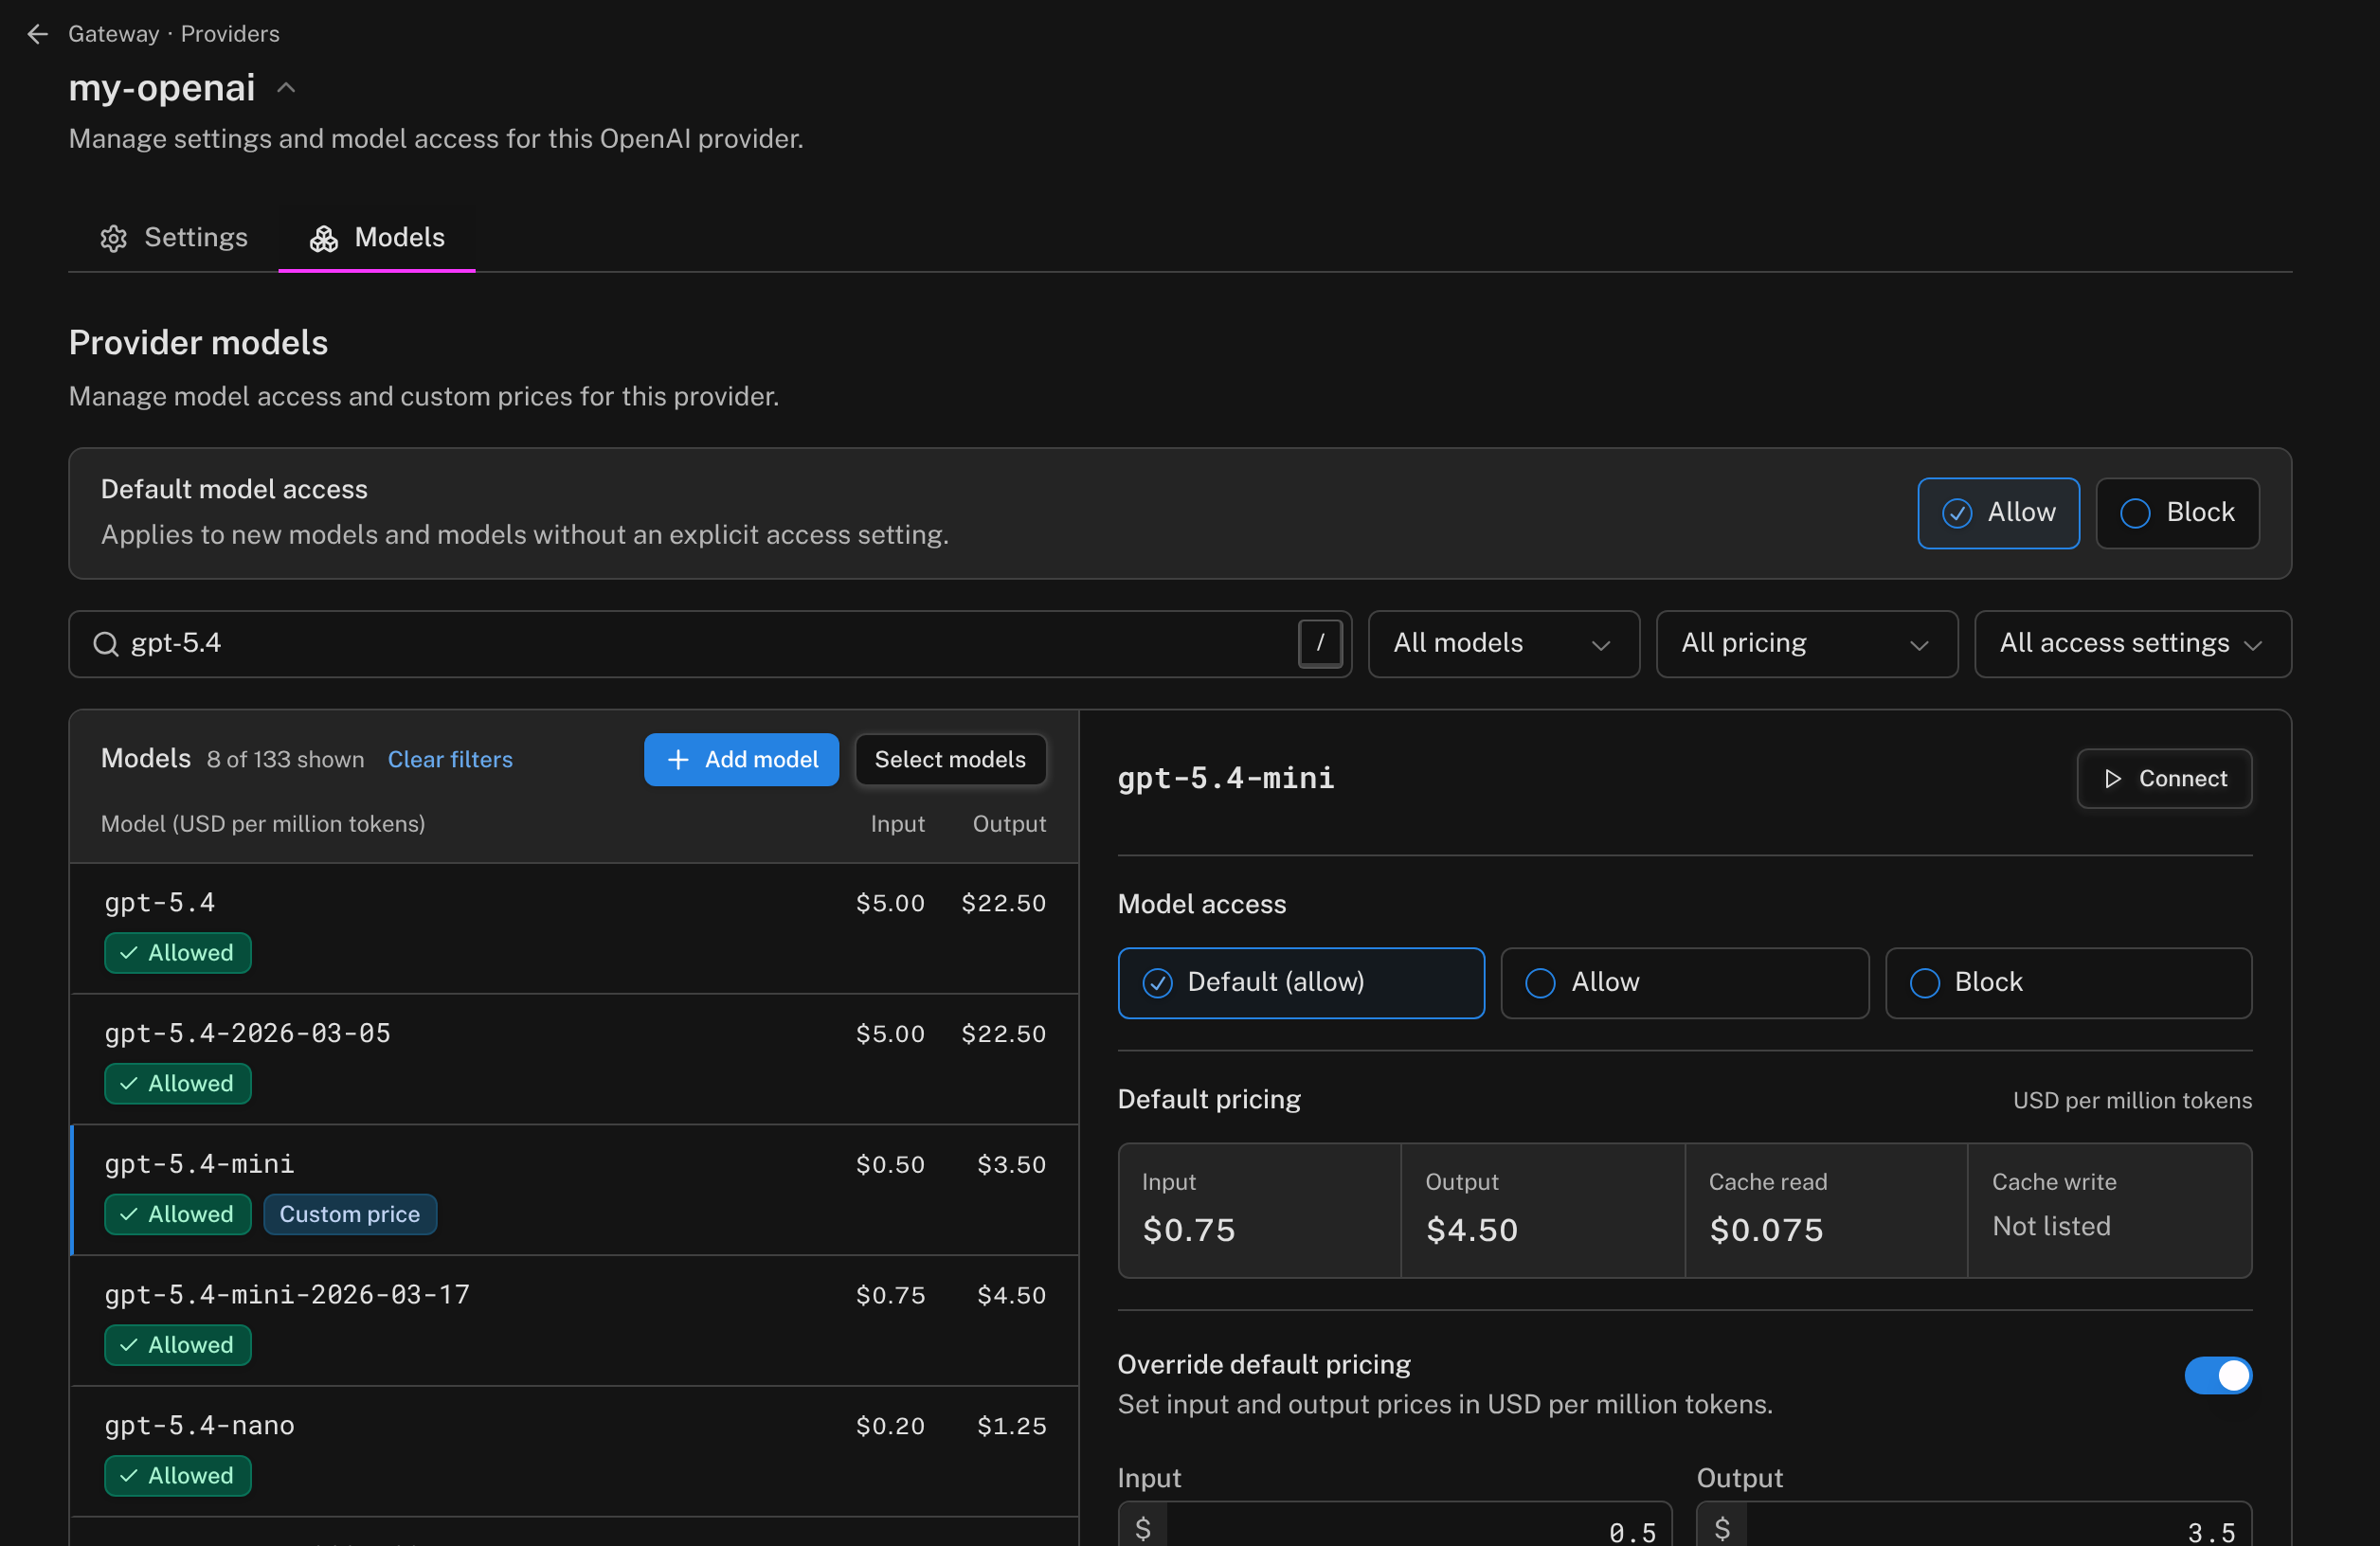 Gateway · Providers
my-openai
Manage settings and model access for this OpenAI provider.
Settings
Models
Provider models
Manage model access and custom prices for this provider.
Default model access
Applies to new models and models without an explicit access setting.
Allow
Block
gpt-5.4
/
All models
All pricing
All access settings
Models 8 of 133 shown Clear filters
+ Add model
Select models
Model (USD per million tokens) Input Output
gpt-5.4 $5.00 $22.50
Allowed
gpt-5.4-2026-03-05 $5.00 $22.50
Allowed
gpt-5.4-mini $0.50 $3.50
Allowed Custom price
gpt-5.4-mini-2026-03-17 $0.75 $4.50
Allowed
gpt-5.4-nano $0.20 $1.25
Allowed
gpt-5.4-mini
Connect
Model access
Default (allow)
Allow
Block
Default pricing USD per million tokens
Input Output Cache read Cache write
$0.75 $4.50 $0.075 Not listed
Override default pricing
Set input and output prices in USD per million tokens.
Input Output
$ 0.5 $ 3.5